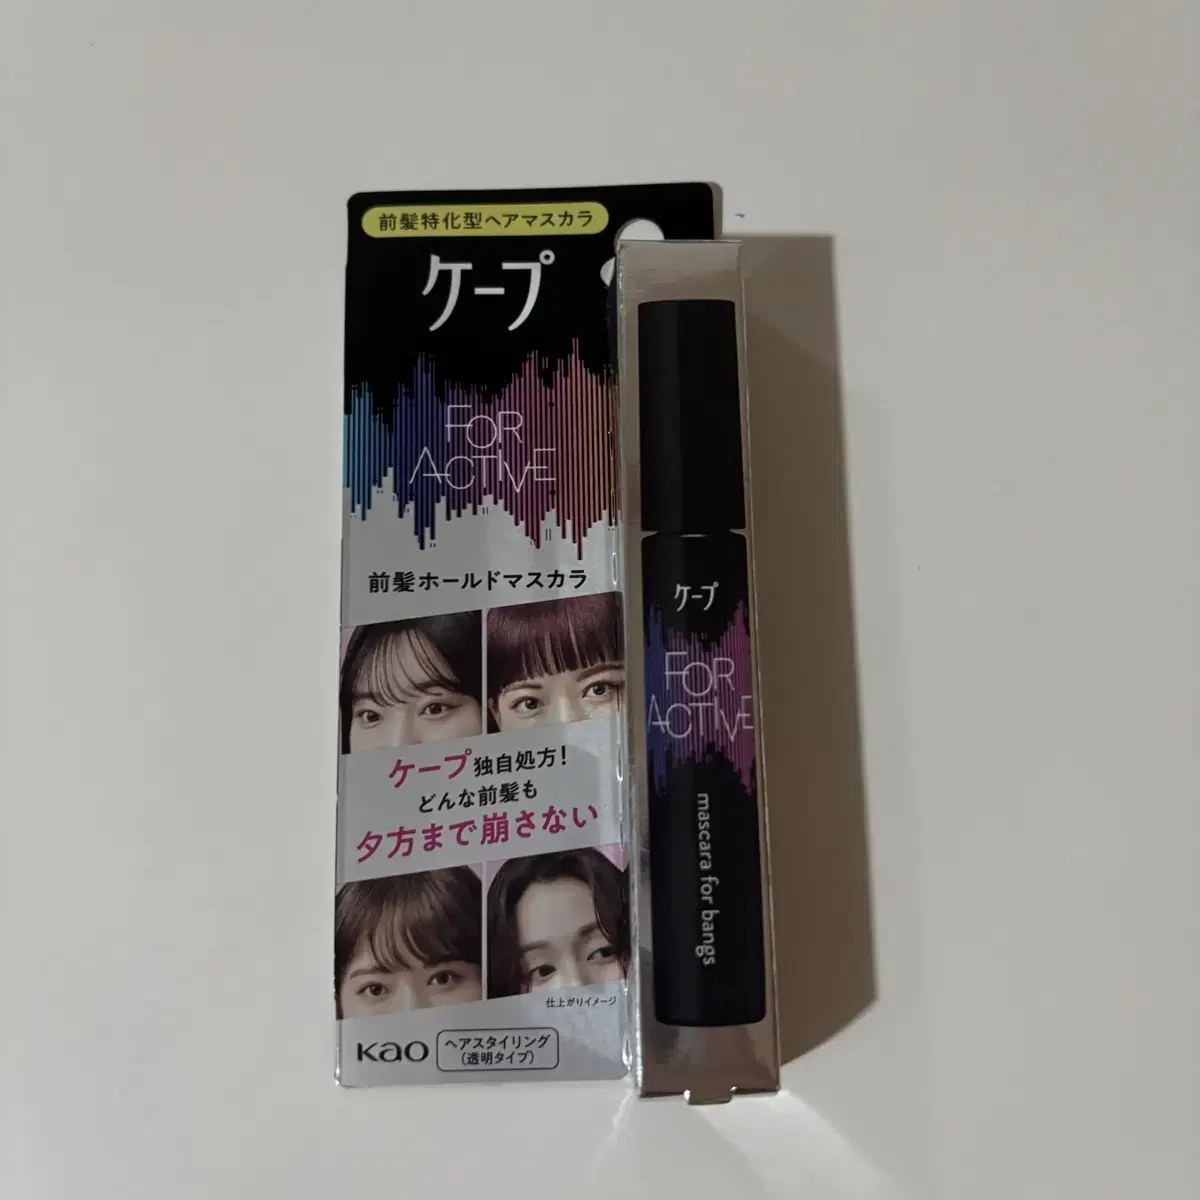 前髪特化型ヘアマスカラ
ケープ
FOR
ACTIVE
前髪ホールドマスカラ
ケープ独自処方!
どんな前髪も
夕方まで崩さない
仕上がりイメージ
Kao
ヘアスタイリング
(透明タイプ)
ケープ
FOR
ACTIVE
mascara for bangs